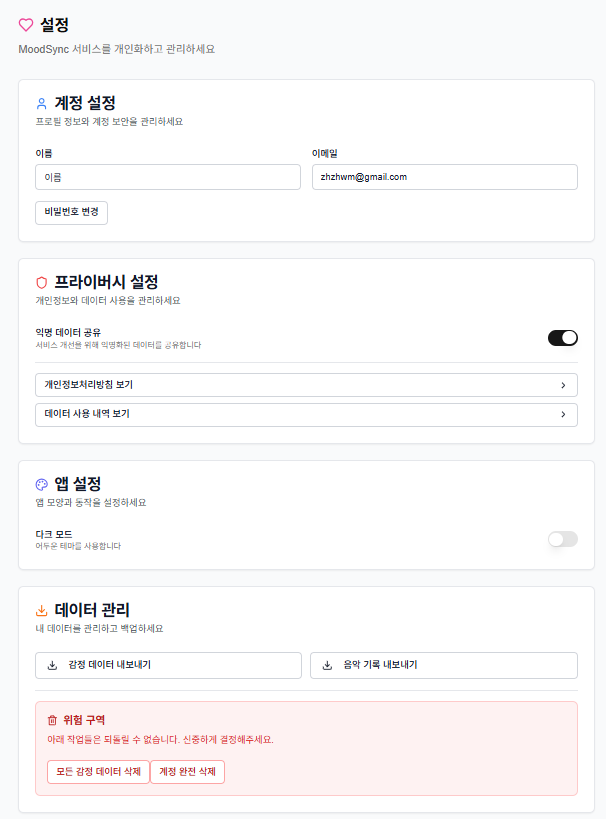 설정
MoodSync 서비스를 개인화하고 관리하세요
계정 설정
프로필 정보와 계정 보안을 관리하세요
이름 이메일
이름 zhzhwm@gmail.com
비밀번호 변경
프라이버시 설정
개인정보와 데이터 사용을 관리하세요
익명 데이터 공유
서비스 개선을 위해 익명화된 데이터를 공유합니다
개인정보처리방침 보기
데이터 사용 내역 보기
앱 설정
앱 모양과 동작을 설정하세요
다크 모드
어두운 테마를 사용합니다
데이터 관리
내 데이터를 관리하고 백업하세요
감정 데이터 내보내기 음악 기록 내보내기
위험 구역
아래 작업들은 되돌릴 수 없습니다. 신중하게 결정해주세요.
모든 감정 데이터 삭제 계정 완전 삭제